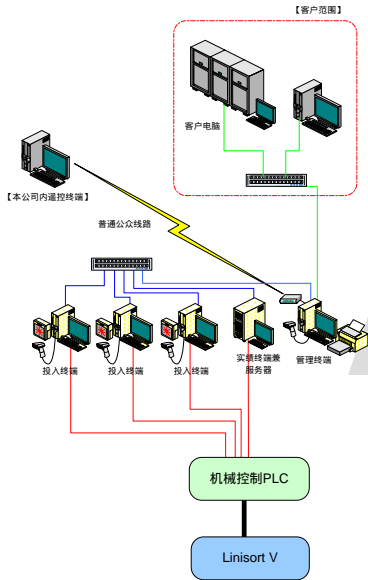 【客户范围】
客户电脑
【本公司内遥控终端】
普通公众线路
投入终端
投入终端
投入终端
实绩终端兼
服务器
管理终端
机械控制PLC
Linisort V